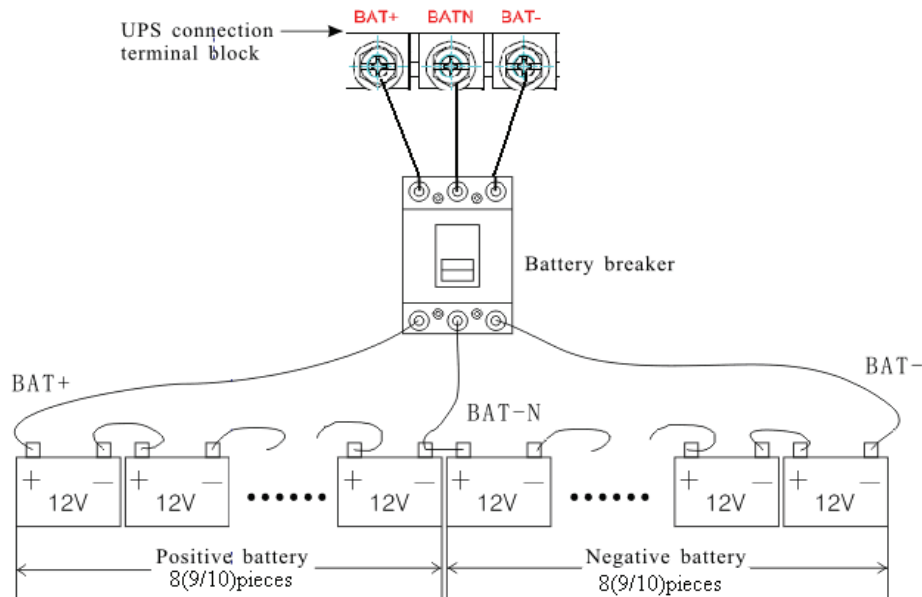 BAT+ BATN BAT-
UPS connection
terminal block
Battery breaker
BAT+
BAT-
BAT-N
+ - + - + - + - + - + -
12V 12V •••••• 12V 12V •••••• 12V 12V
Positive battery
8(9/10)pieces
Negative battery
8(9/10)pieces